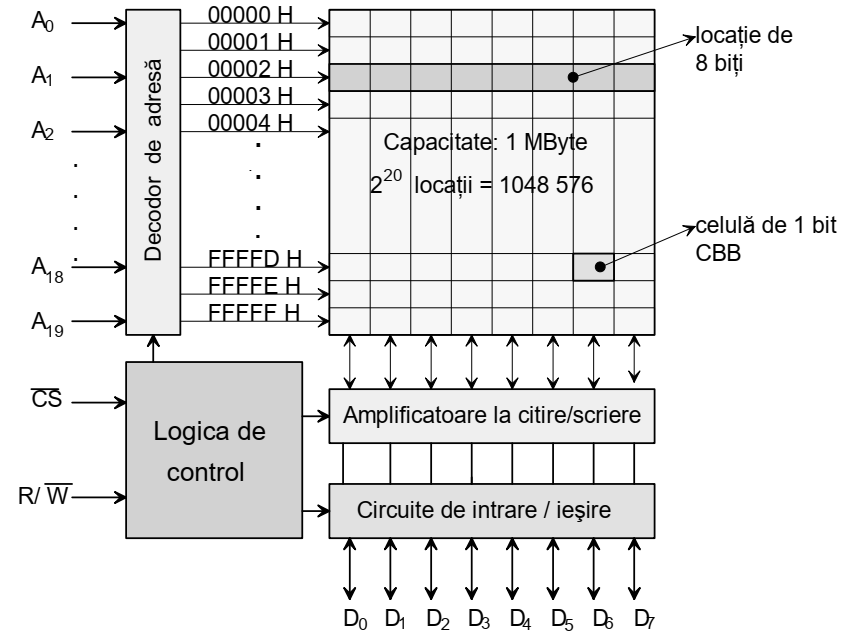 A0
00000 H
00001 H
A1
00002 H
00003 H
A2
00004 H
Decodor de adresă
locație de
8 biți
Capacitate: 1 MByte
2^20 locații = 1048 576
celulă de 1 bit
CBB
A18
FFFFD H
FFFFE H
A19
FFFFF H
C̅S̅
Logica de
control
R/ W̅
Amplificatoare la citire/scriere
Circuite de intrare / ieşire
D0 D1 D2 D3 D4 D5 D6 D7